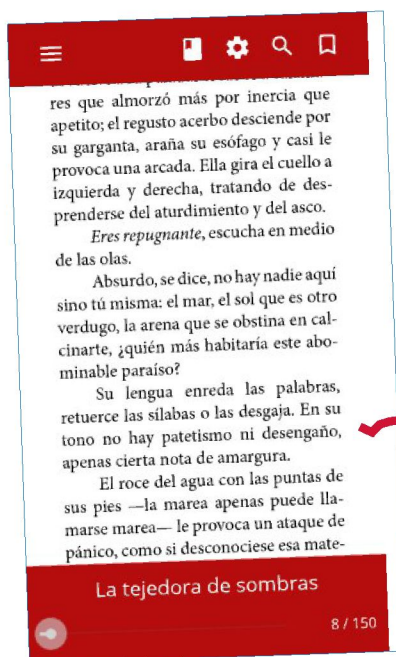 res que almorzó más por inercia que
apetito; el regusto acerbo desciende por
su garganta, araña su esófago y casi le
provoca una arcada. Ella gira el cuello a
izquierda y derecha, tratando de des-
prenderse del aturdimiento y del asco.
Eres repugnante, escucha en medio
de las olas.
Absurdo, se dice, no hay nadie aquí
sino tú misma: el mar, el sol que es otro
verdugo, la arena que se obstina en cal-
cinarte, ¿quién más habitaría este abo-
minable paraíso?
Su lengua enreda las palabras,
retuerce las sílabas o las desgaja. En su
tono no hay patetismo ni desengaño,
apenas cierta nota de amargura.
El roce del agua con las puntas de
sus pies —la marea apenas puede lla-
marse marea— le provoca un ataque de
pánico, como si desconociese esa mate-
La tejedora de sombras
8 / 150